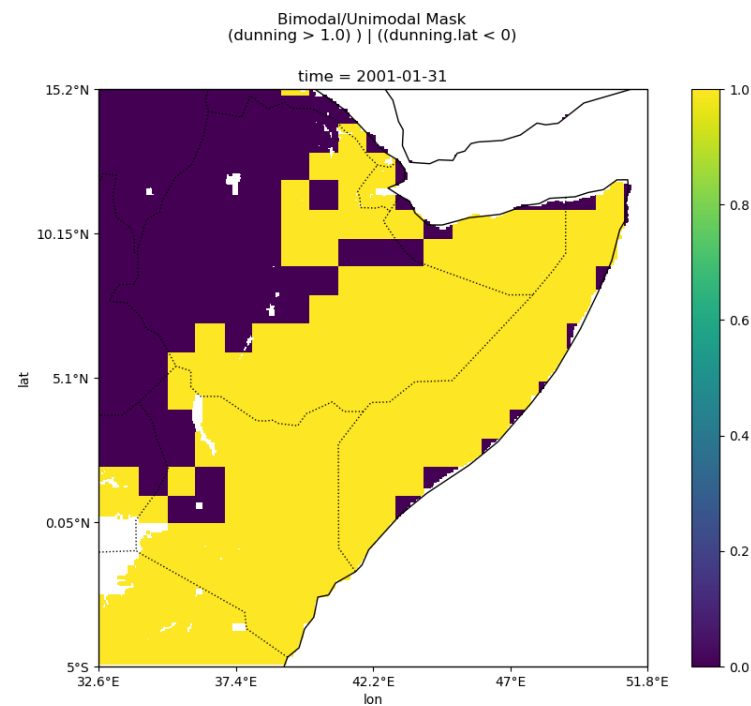 Bimodal/Unimodal Mask
(dunning > 1.0) ) | ((dunning.lat < 0)
time = 2001-01-31
15.2°N
10.15°N
5.1°N
0.05°N
5°S
lat
32.6°E 37.4°E 42.2°E 47°E 51.8°E
lon
1.0
0.8
0.6
0.4
0.2
0.0